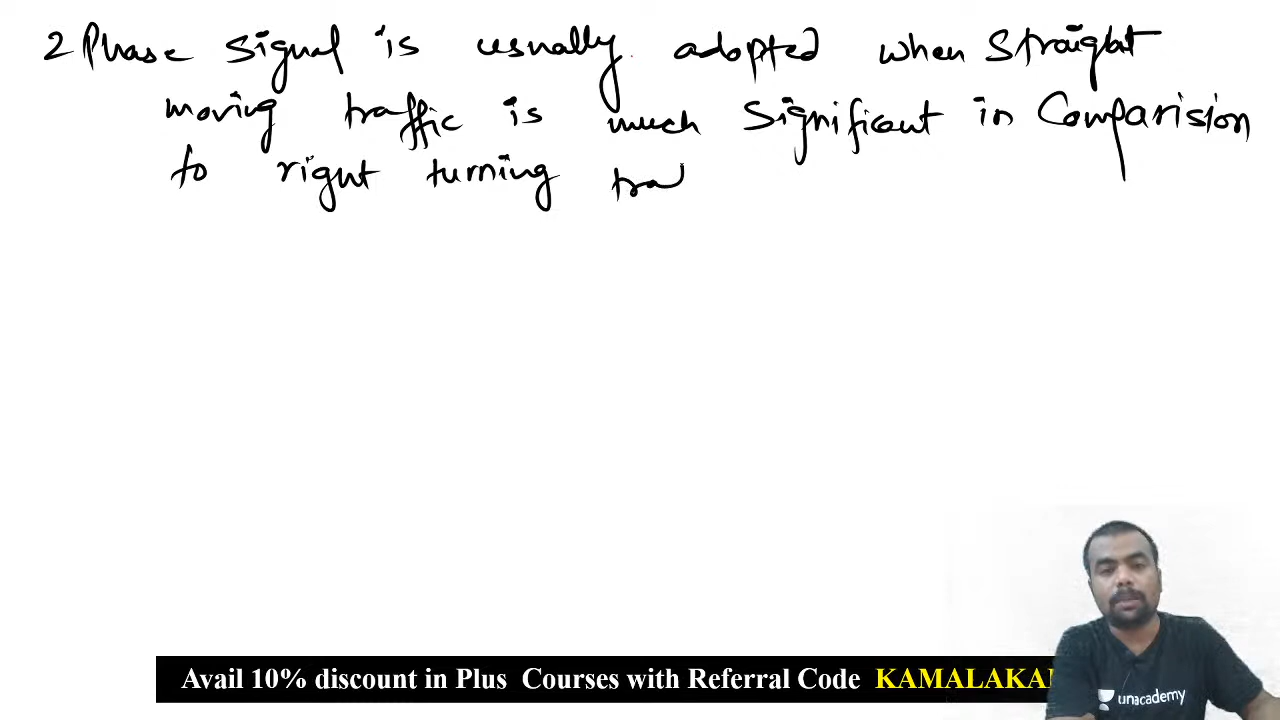 2 Phase Signal is usually adopted when Straight
moving traffic is much Significant in Comparision
to right turning tra
Avail 10% discount in Plus Courses with Referral Code KAMALAKA
unacademy